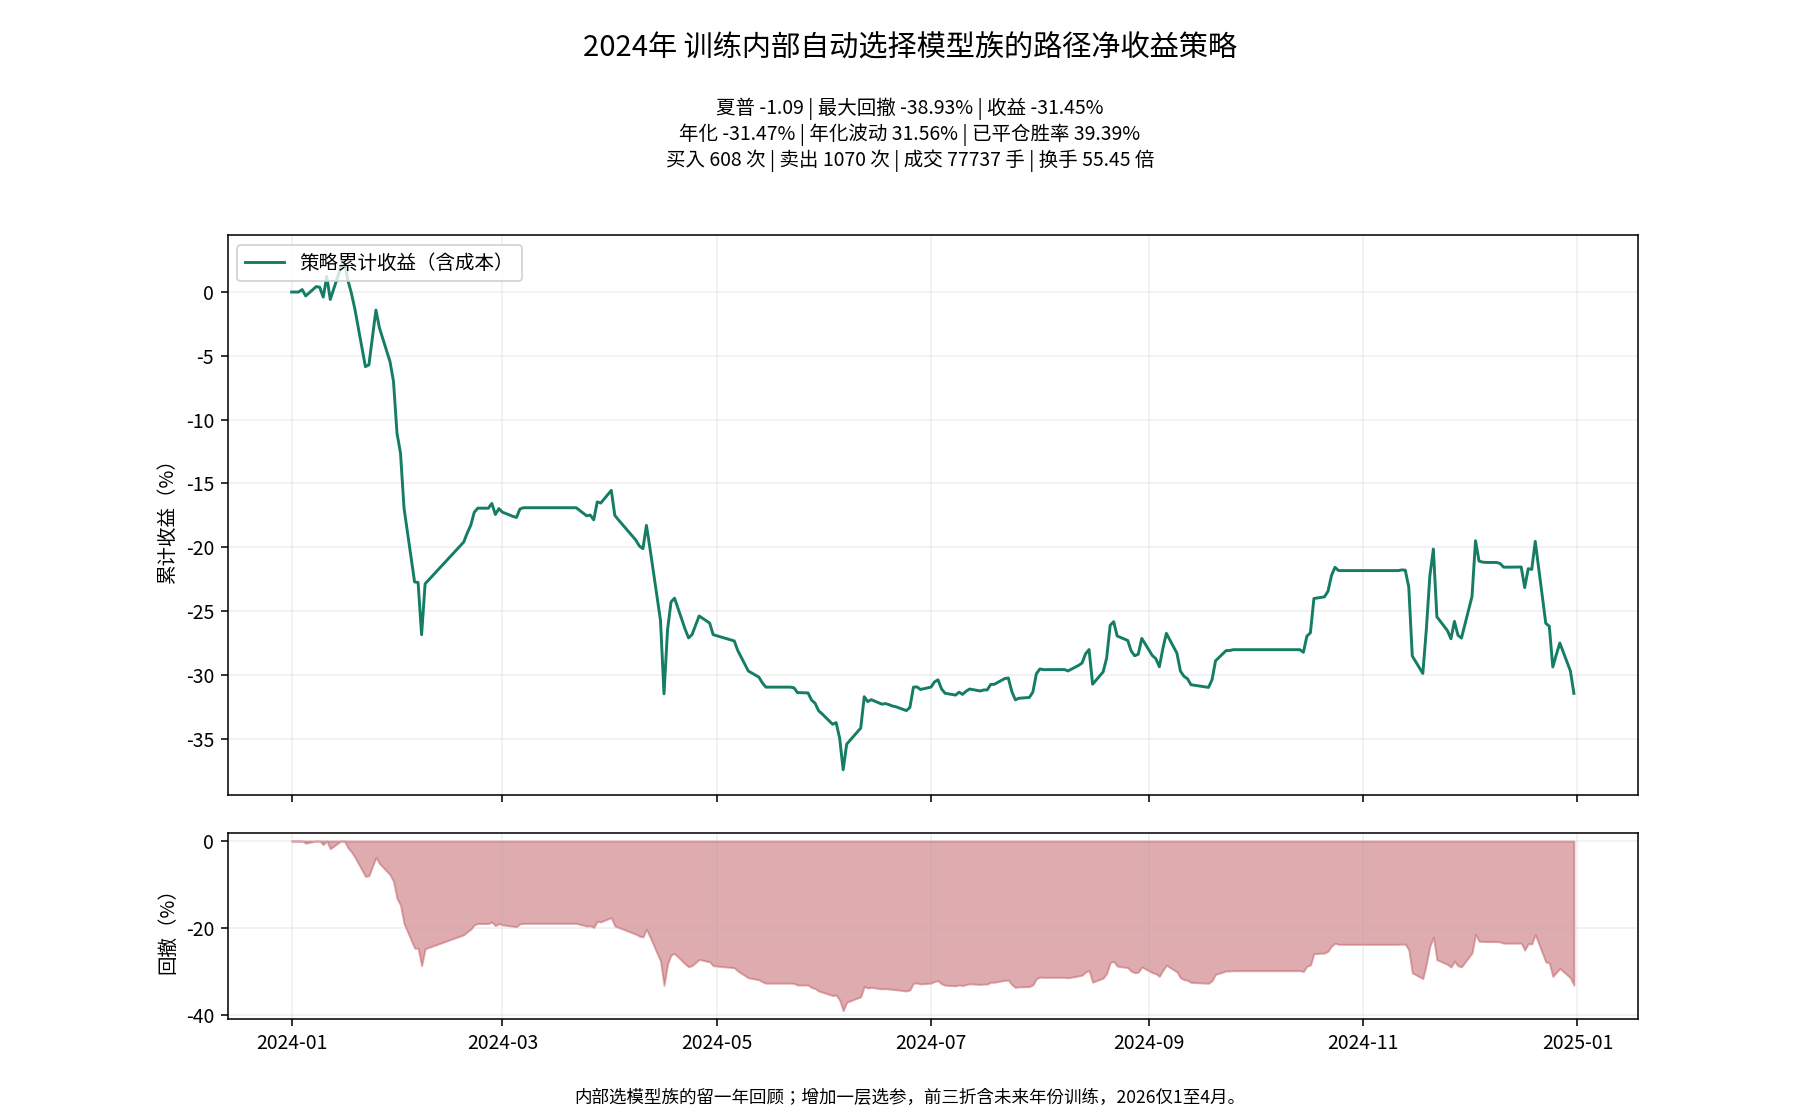 2024年 训练内部自动选择模型族的路径净收益策略
夏普 -1.09 | 最大回撤 -38.93% | 收益 -31.45%
年化 -31.47% | 年化波动 31.56% | 已平仓胜率 39.39%
买入 608 次 | 卖出 1070 次 | 成交 77737 手 | 换手 55.45 倍
策略累计收益（含成本）
累计收益（%）
0
-5
-10
-15
-20
-25
-30
-35
回撤（%）
0
-20
-40
2024-01
2024-03
2024-05
2024-07
2024-09
2024-11
2025-01
内部选模型族的留一年回顾；增加一层选参，前三折含未来年份训练，2026仅1至4月。